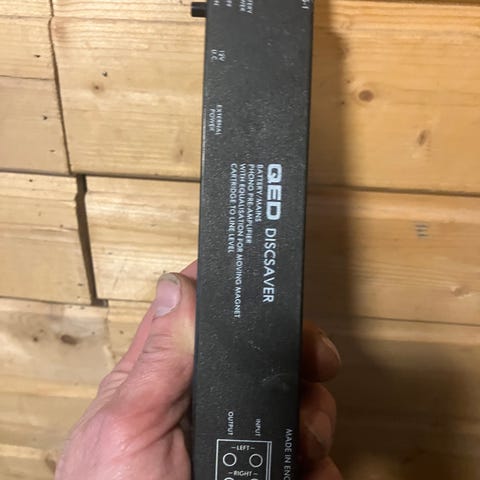 12V
EXTERNAL
POWER
QED DISCSAVER
BATTERY/MAINS
PHONO PRE-AMPLIFIER
WITH EQUALISATION FOR MOVING MAGNET
CARTRIDGE TO LINE LEVEL
INPUT
OUTPUT
LEFT
RIGHT
MADE IN